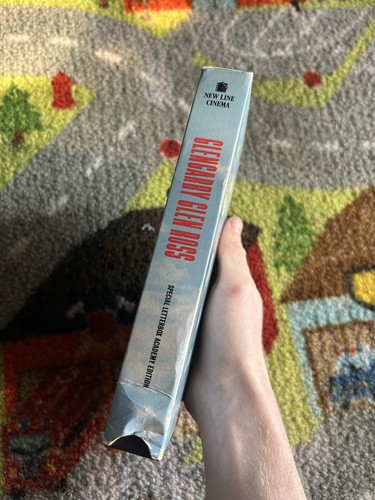 NEW LINE
CINEMA
GLENGARRY GLEN ROSS
SPECIAL LETTERBOX ACADEMY EDITION